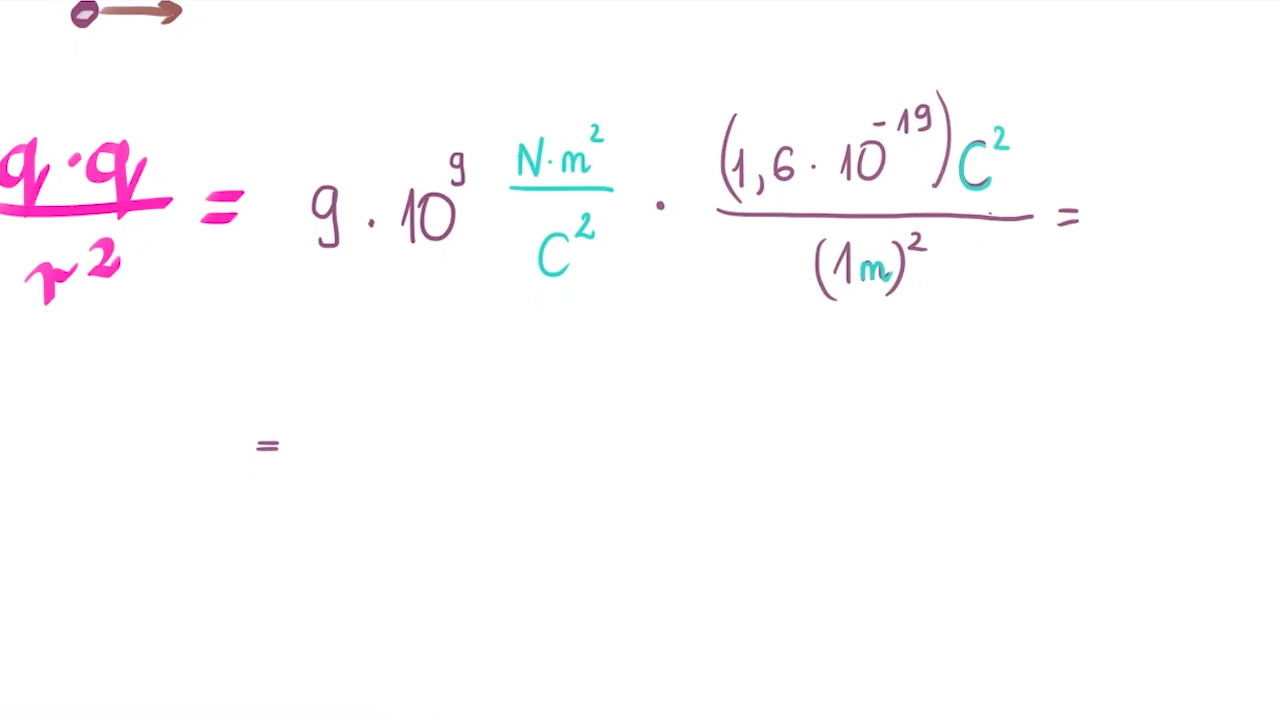 q · q / r² = 9 · 10⁹ N·m² / C² · (1,6 · 10⁻¹⁹) C² / (1m)² =
=